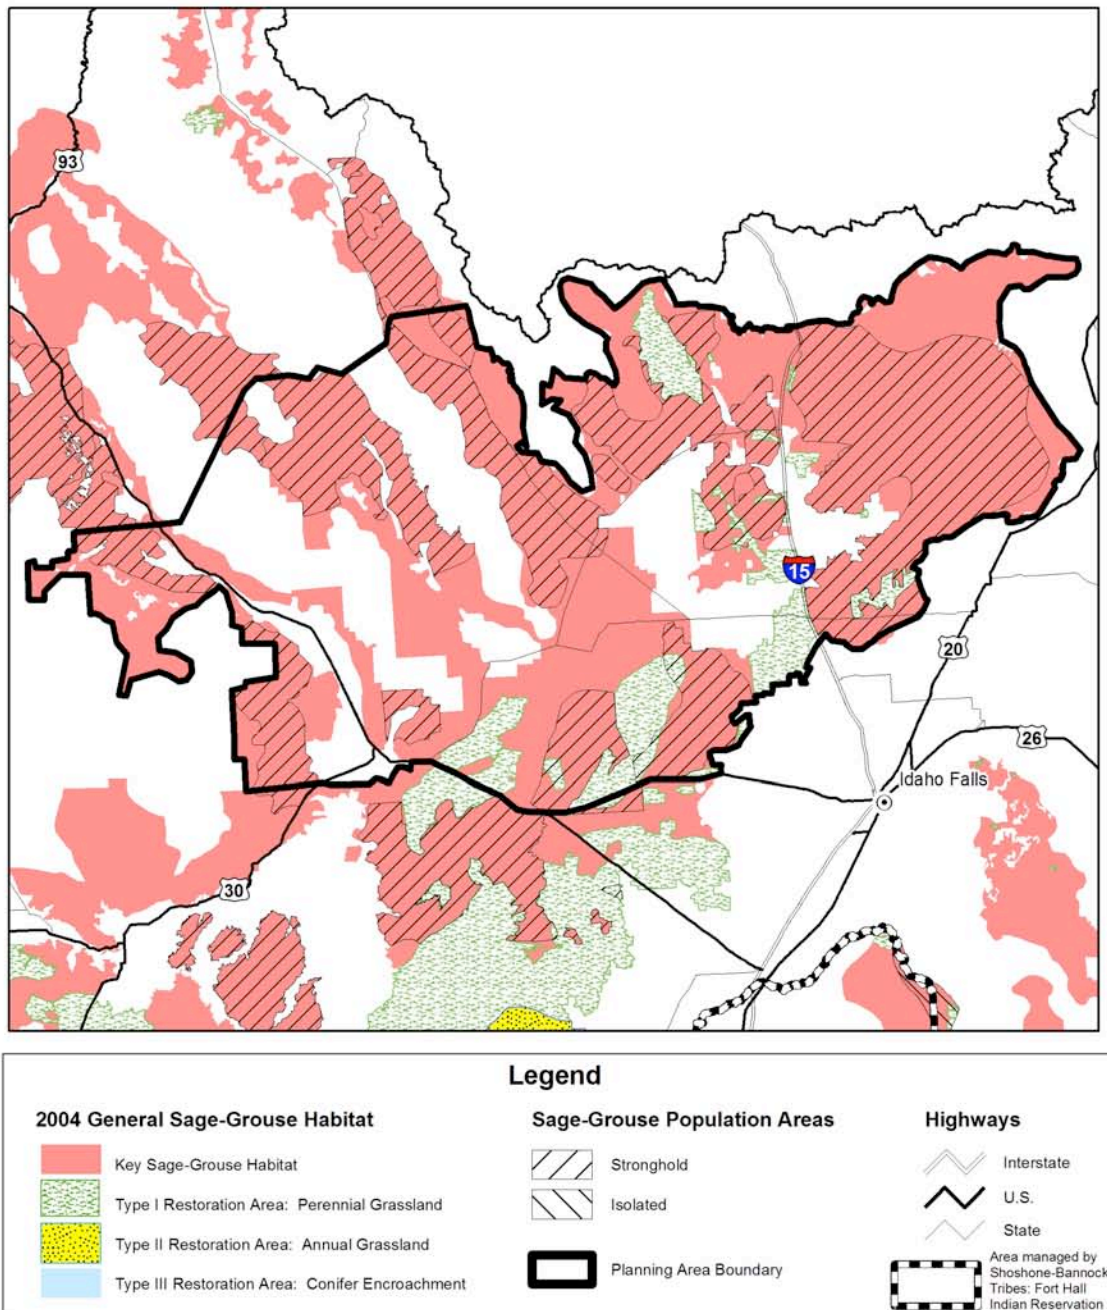 93
15
20
26
Idaho Falls
30
Legend
2004 General Sage-Grouse Habitat
Key Sage-Grouse Habitat
Type I Restoration Area: Perennial Grassland
Type II Restoration Area: Annual Grassland
Type III Restoration Area: Conifer Encroachment
Sage-Grouse Population Areas
Stronghold
Isolated
Planning Area Boundary
Highways
Interstate
U.S.
State
Area managed by
Shoshone-Bannock
Tribes: Fort Hall
Indian Reservation